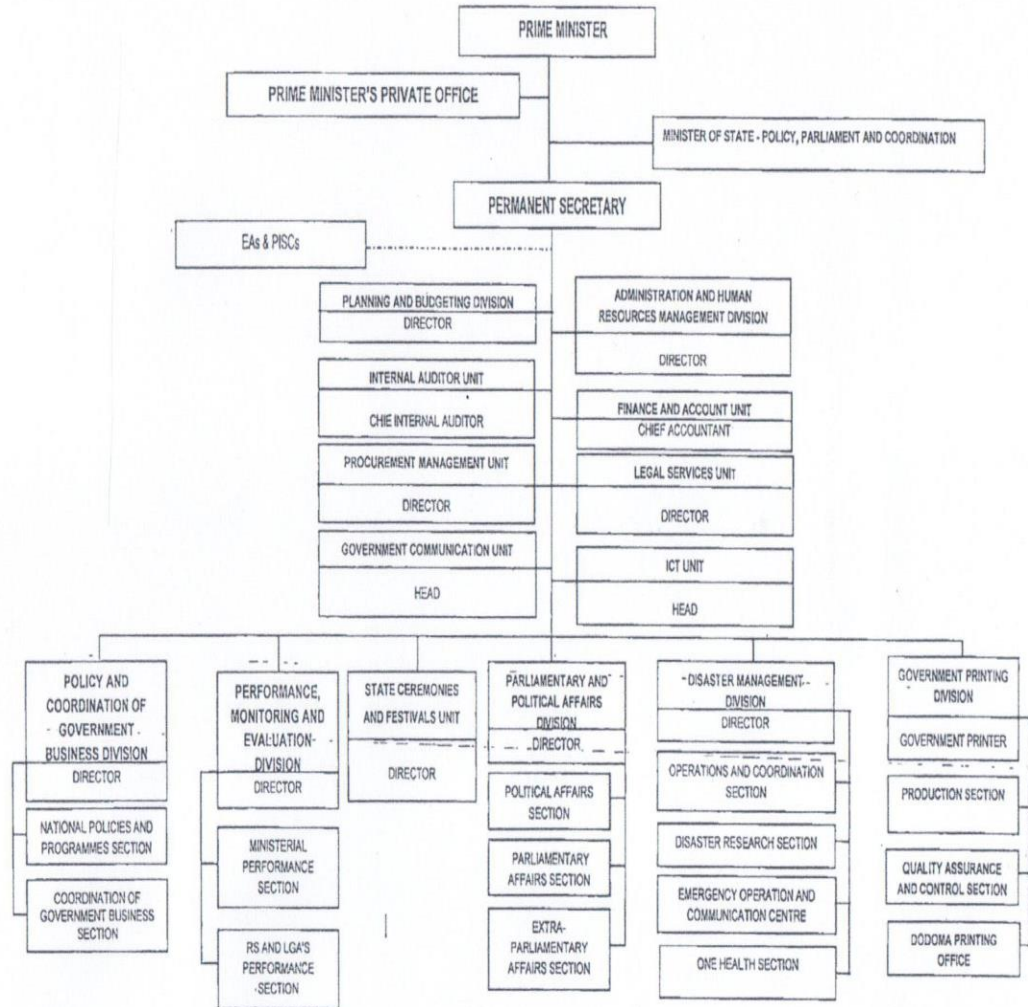 PRIME MINISTER
PRIME MINISTER'S PRIVATE OFFICE
MINISTER OF STATE - POLICY, PARLIAMENT AND COORDINATION
PERMANENT SECRETARY
EAs & PISCs
PLANNING AND BUDGETING DIVISION
DIRECTOR
ADMINISTRATION AND HUMAN
RESOURCES MANAGEMENT DIVISION
DIRECTOR
INTERNAL AUDITOR UNIT
CHIE INTERNAL AUDITOR
FINANCE AND ACCOUNT UNIT
CHIEF ACCOUNTANT
PROCUREMENT MANAGEMENT UNIT
DIRECTOR
LEGAL SERVICES UNIT
DIRECTOR
GOVERNMENT COMMUNICATION UNIT
HEAD
ICT UNIT
HEAD
POLICY AND
COORDINATION OF
GOVERNMENT
BUSINESS DIVISION
DIRECTOR
NATIONAL POLICIES AND
PROGRAMMES SECTION
COORDINATION OF
GOVERNMENT BUSINESS
SECTION
PERFORMANCE,
MONITORING AND
EVALUATION
DIVISION
DIRECTOR
MINISTERIAL
PERFORMANCE
SECTION
RS AND LGA'S
PERFORMANCE
SECTION
STATE CEREMONIES
AND FESTIVALS UNIT
DIRECTOR
PARLIAMENTARY AND
POLITICAL AFFAIRS
DIVISION
DIRECTOR
POLITICAL AFFAIRS
SECTION
PARLIAMENTARY
AFFAIRS SECTION
EXTRA-
PARLIAMENTARY
AFFAIRS SECTION
DISASTER MANAGEMENT
DIVISION
DIRECTOR
OPERATIONS AND COORDINATION
SECTION
DISASTER RESEARCH SECTION
EMERGENCY OPERATION AND
COMMUNICATION CENTRE
ONE HEALTH SECTION
GOVERNMENT PRINTING
DIVISION
GOVERNMENT PRINTER
PRODUCTION SECTION
QUALITY ASSURANCE
AND CONTROL SECTION
DODOMA PRINTING
OFFICE